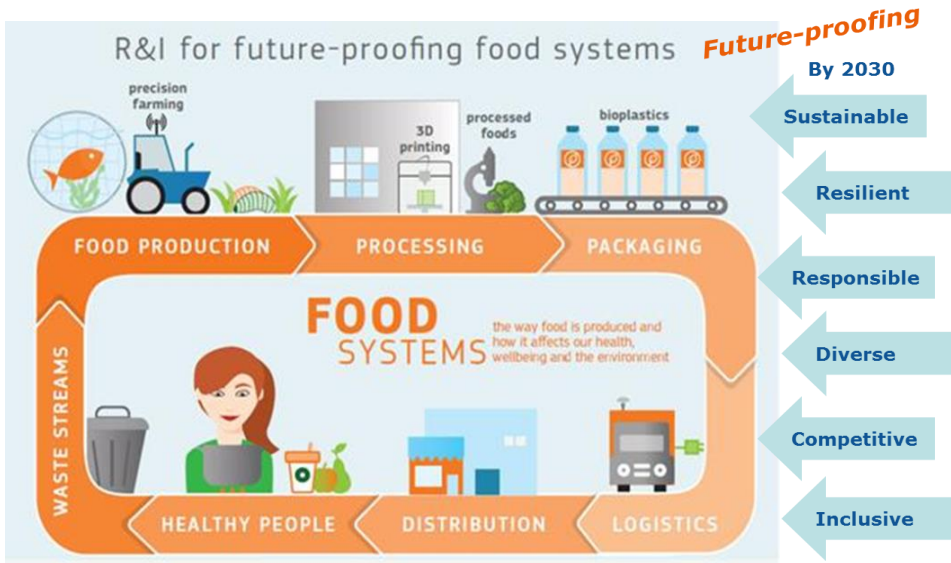 R&I for future-proofing food systems
Future-proofing
By 2030
precision
farming
3D
printing
processed
foods
bioplastics
Sustainable
Resilient
FOOD PRODUCTION
PROCESSING
PACKAGING
Responsible
FOOD
SYSTEMS
the way food is produced and
how it affects our health,
wellbeing and the environment
Diverse
WASTE STREAMS
Competitive
HEALTHY PEOPLE
DISTRIBUTION
LOGISTICS
Inclusive